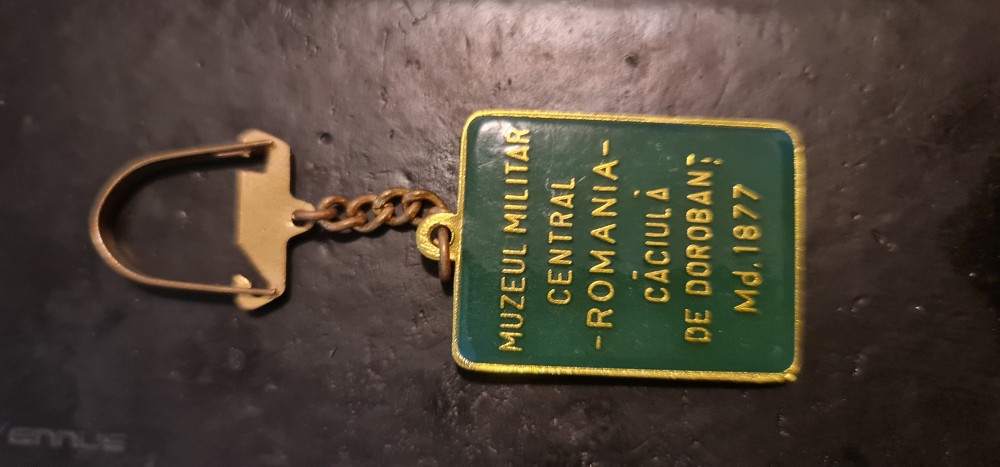 MUZEUL MILITAR
CENTRAL
-ROMANIA-
CĂCIULĂ
DE DOROBANȚ
Md.1877